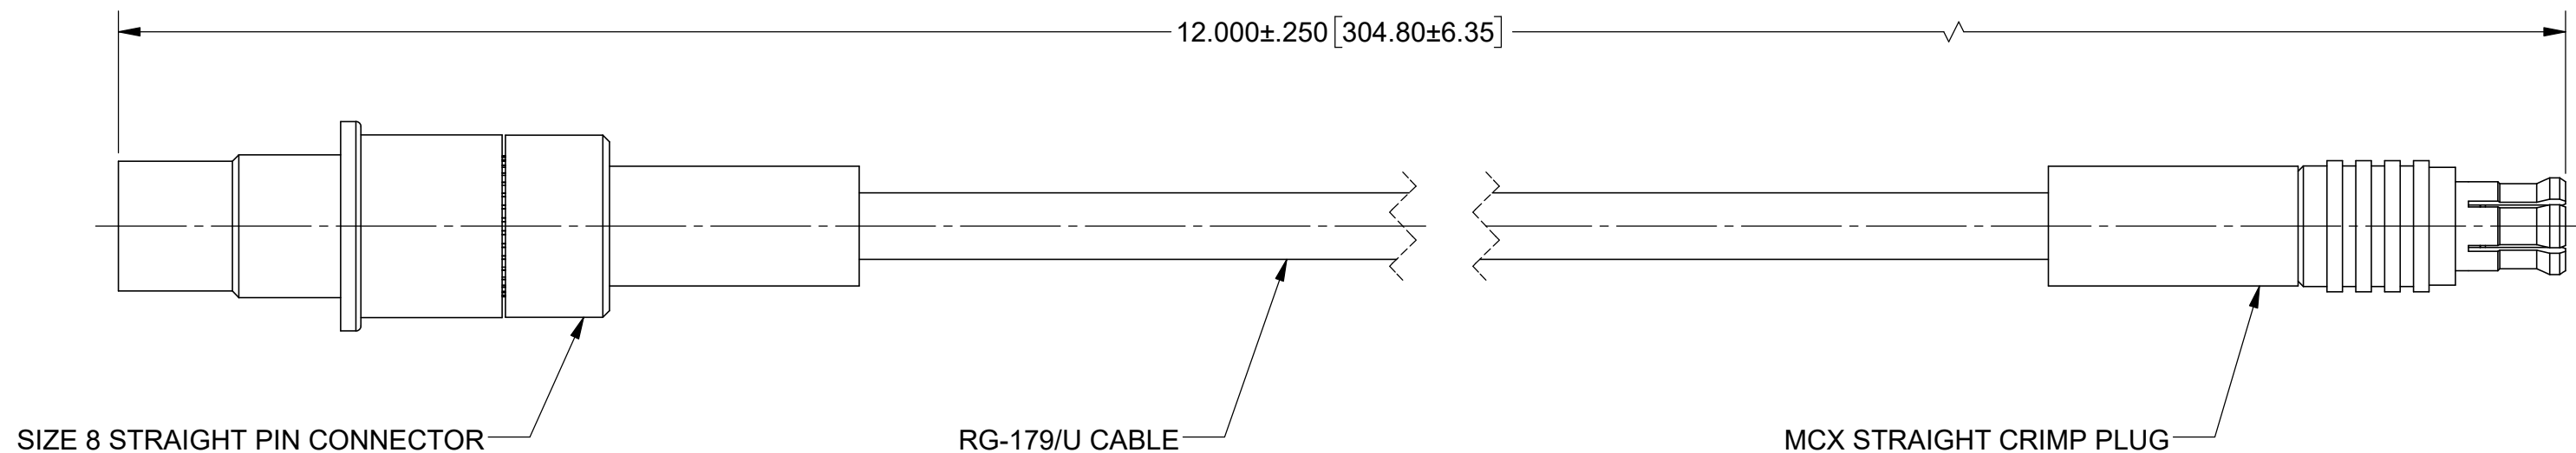 12.000±.250[304.80±6.35]
SIZE 8 STRAIGHT PIN CONNECTOR
RG-179/U CABLE
MCX STRAIGHT CRIMP PLUG